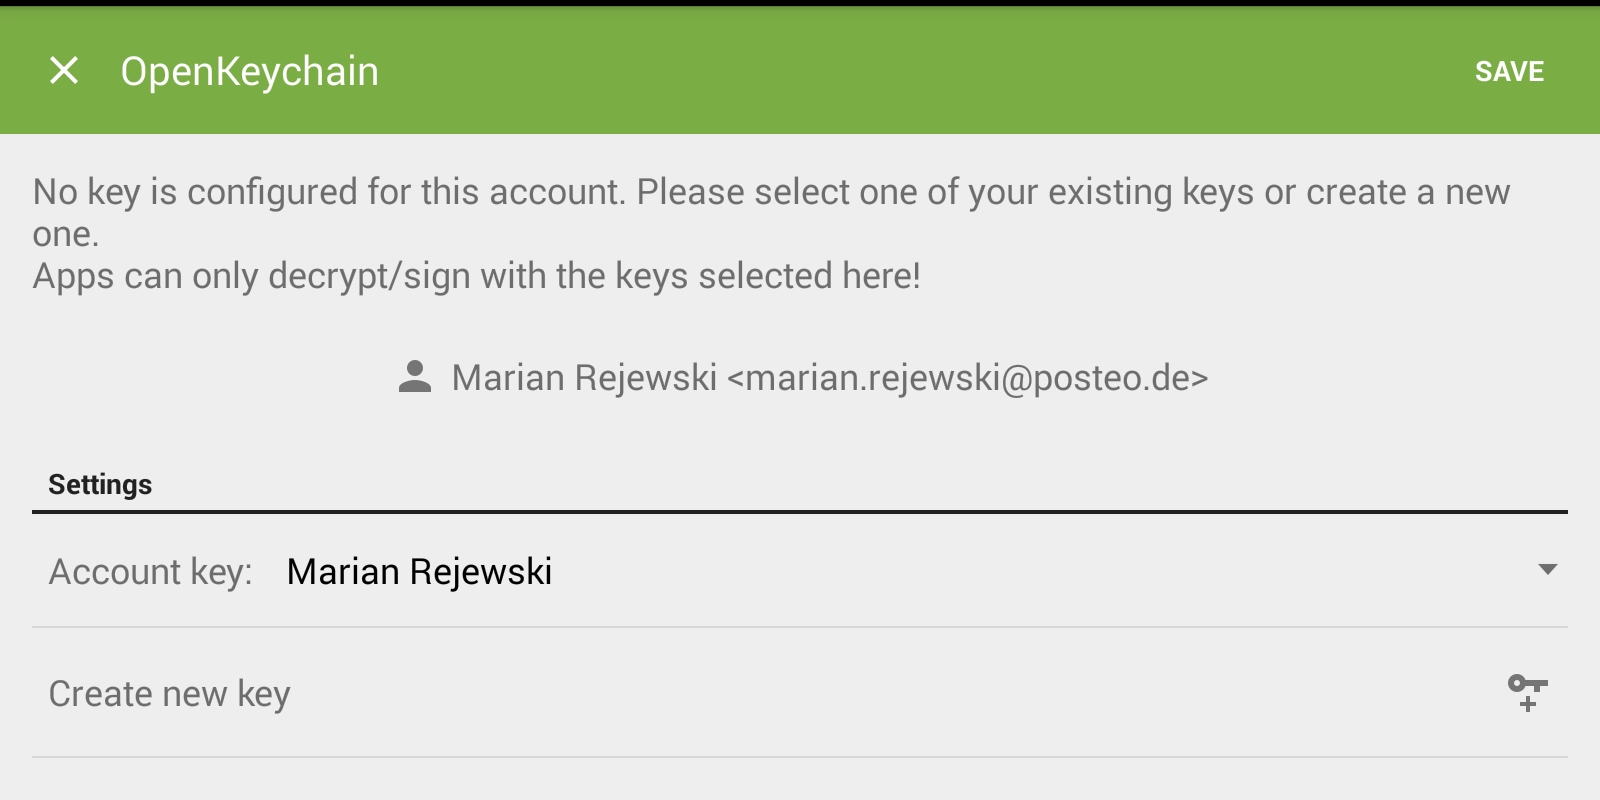 OpenKeychain SAVE
No key is configured for this account. Please select one of your existing keys or create a new
one.
Apps can only decrypt/sign with the keys selected here!
Marian Rejewski <marian.rejewski@posteo.de>
Settings
Account key: Marian Rejewski
Create new key